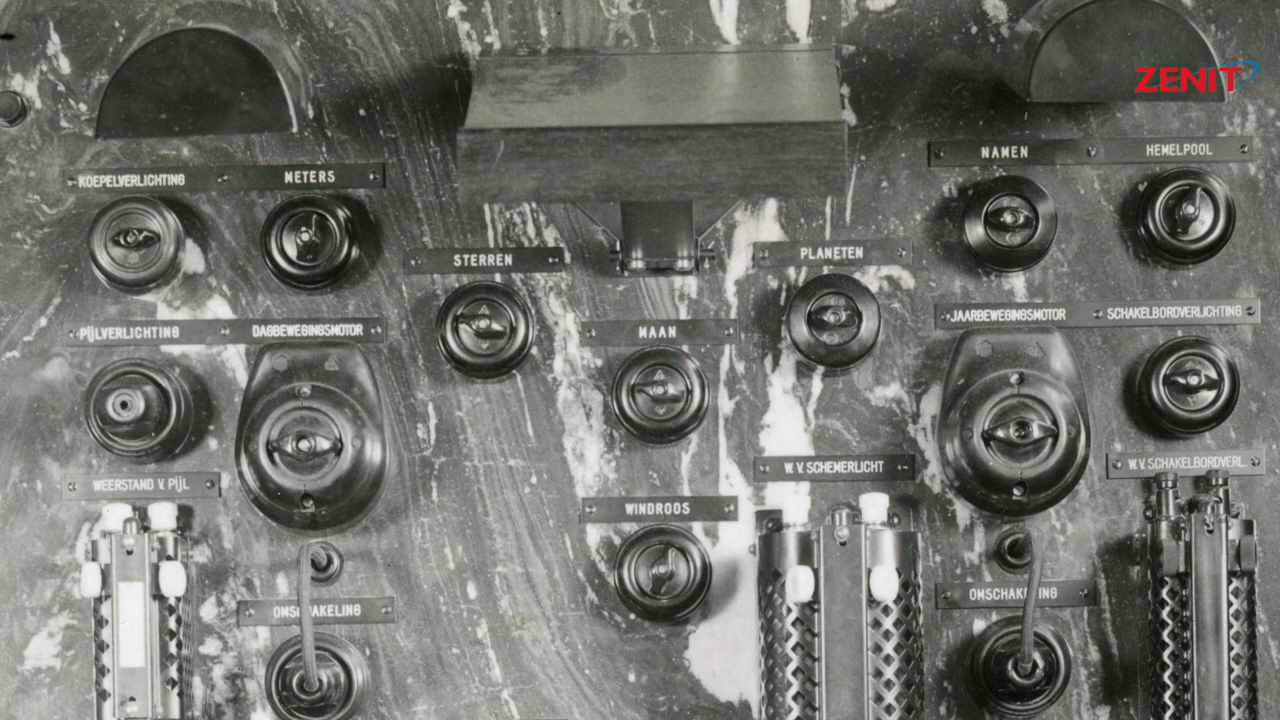 ZENIT
KOEPELVERLICHTING
METERS
NAMEN
HEMELPOOL
STERREN
PLANETEN
PIJLVERLICHTING
DAGBEWEGINGSMOTOR
MAAN
JAARBEWEGINGSMOTOR
SCHAKELBORDVERLICHTING
WEERSTAND V. PIJL
WINDROOS
W.V. SCHEMERLICHT
W.V. SCHAKELBORDVERL.
OMSCHAKELING
OMSCHAKELING